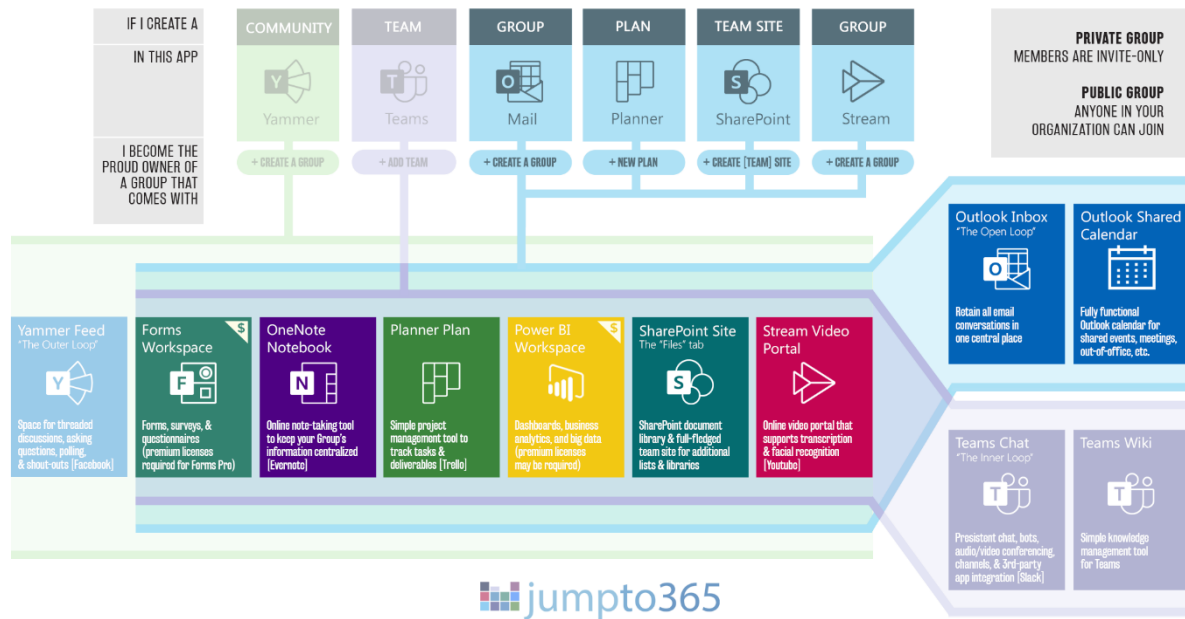 IF I CREATE A
COMMUNITY
TEAM
GROUP
PLAN
TEAM SITE
GROUP
IN THIS APP
Y
Yammer
T
Teams
O
Mail
Planner
S
SharePoint
Stream
I BECOME THE
PROUD OWNER OF
A GROUP THAT
COMES WITH
+ CREATE A GROUP
+ ADD TEAM
+ CREATE A GROUP
+ NEW PLAN
+ CREATE [TEAM] SITE
+ CREATE A GROUP
PRIVATE GROUP
MEMBERS ARE INVITE-ONLY
PUBLIC GROUP
ANYONE IN YOUR
ORGANIZATION CAN JOIN
Outlook Inbox
"The Open Loop"
O
Retain all email
conversations in
one central place
Outlook Shared
Calendar
Fully functional
Outlook calendar for
shared events, meetings,
out-of-office, etc.
Yammer Feed
"The Outer Loop"
Y
Space for threaded
discussions, asking
questions, polling,
& shout-outs [Facebook]
Forms
Workspace
$
F
Forms, surveys, &
questionnaires
(premium licenses
required for Forms Pro)
OneNote
Notebook
N
Online note-taking tool
to keep your Group's
information centralized
[Evernote]
Planner Plan
Simple project
management tool to
track tasks &
deliverables [Trello]
Power BI
Workspace
$
Dashboards, business
analytics, and big data
(premium licenses
may be required)
SharePoint Site
The "Files" tab
S
SharePoint document
library & full-fledged
team site for additional
lists & libraries
Stream Video
Portal
Online video portal that
supports transcription
& facial recognition
[Youtube]
Teams Chat
"The Inner Loop"
T
Presistent chat, bots,
audio/video conferencing,
channels, & 3rd-party
app integration [Slack]
Teams Wiki
T
Simple knowledge
management tool
for Teams
jumpto365